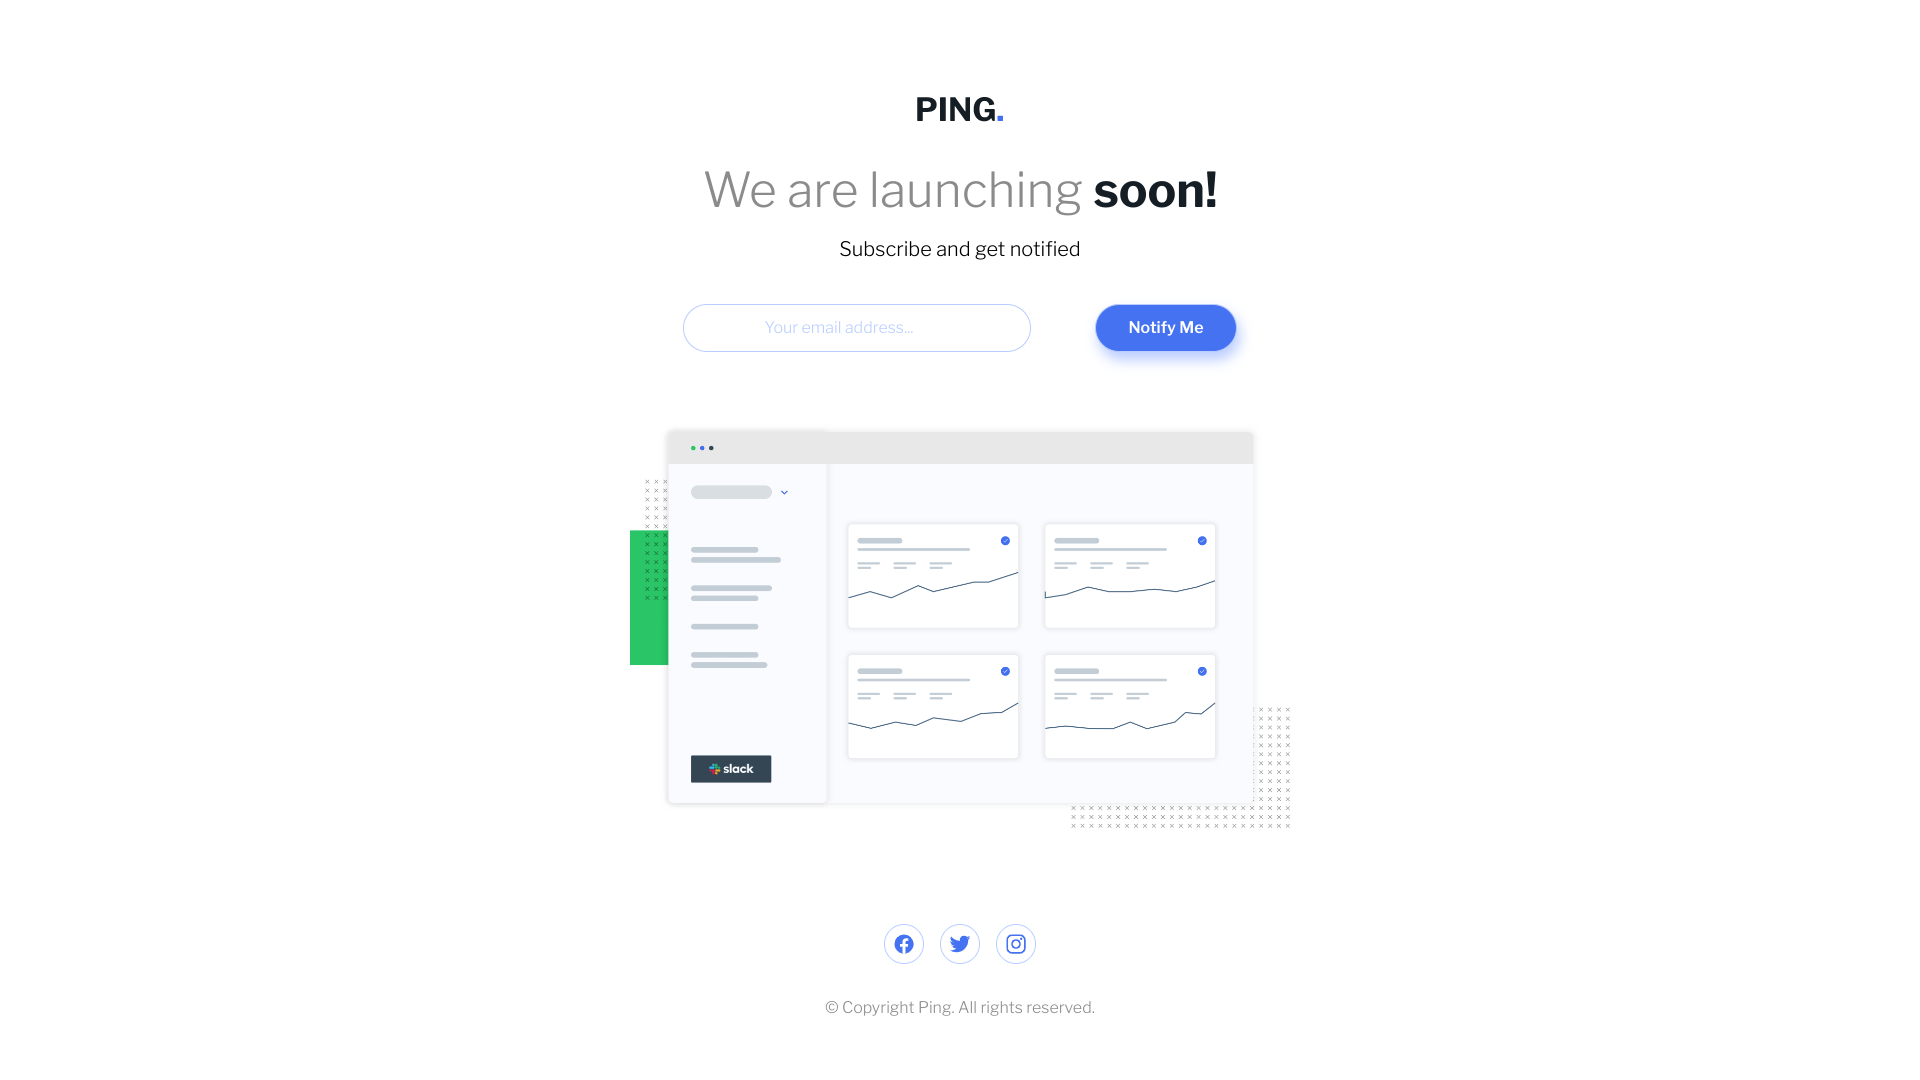 PING.
We are launching soon!
Subscribe and get notified
Your email address...
Notify Me
slack
© Copyright Ping. All rights reserved.